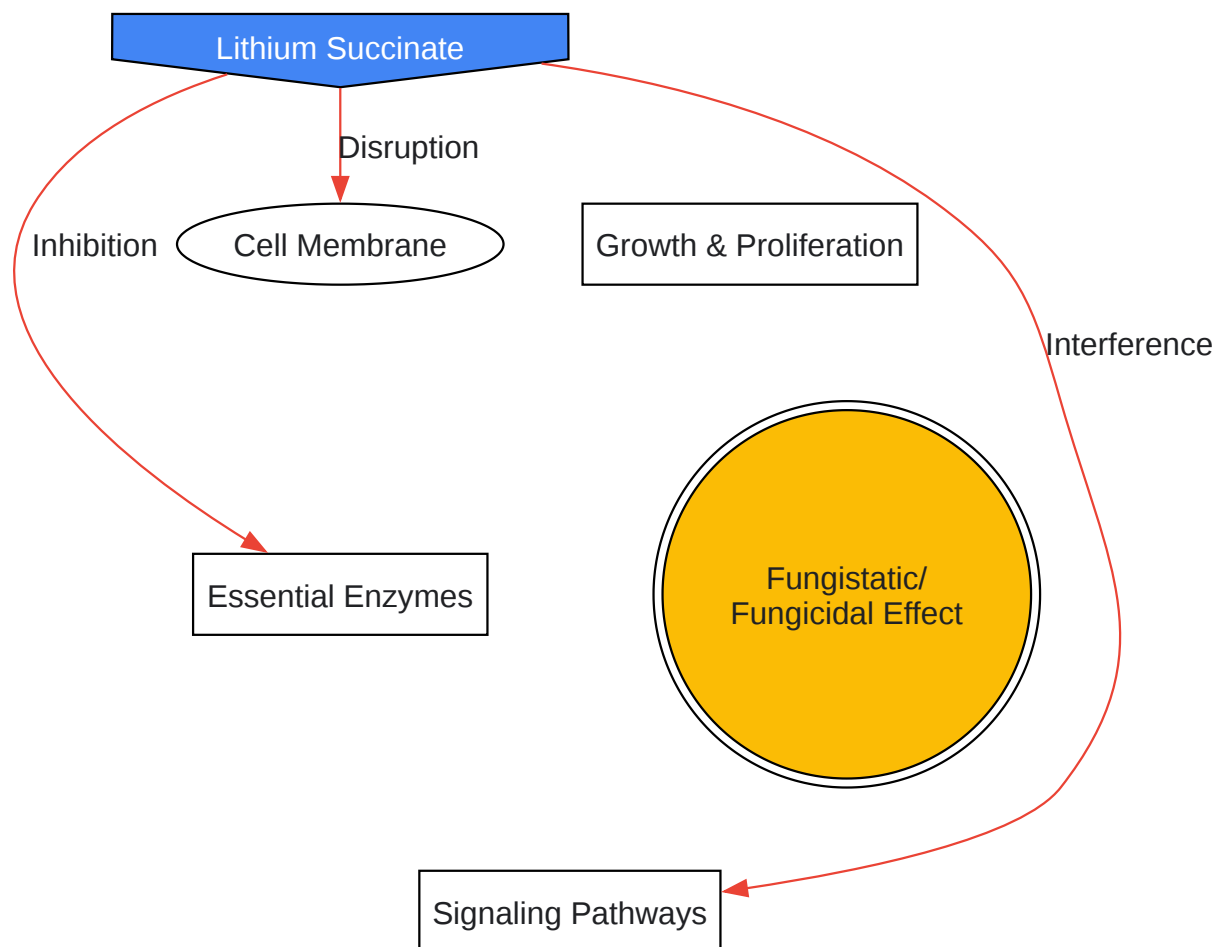 Lithium Succinate
Disruption
Inhibition
Cell Membrane
Growth & Proliferation
Interference
Fungistatic/
Fungicidal Effect
Essential Enzymes
Signaling Pathways